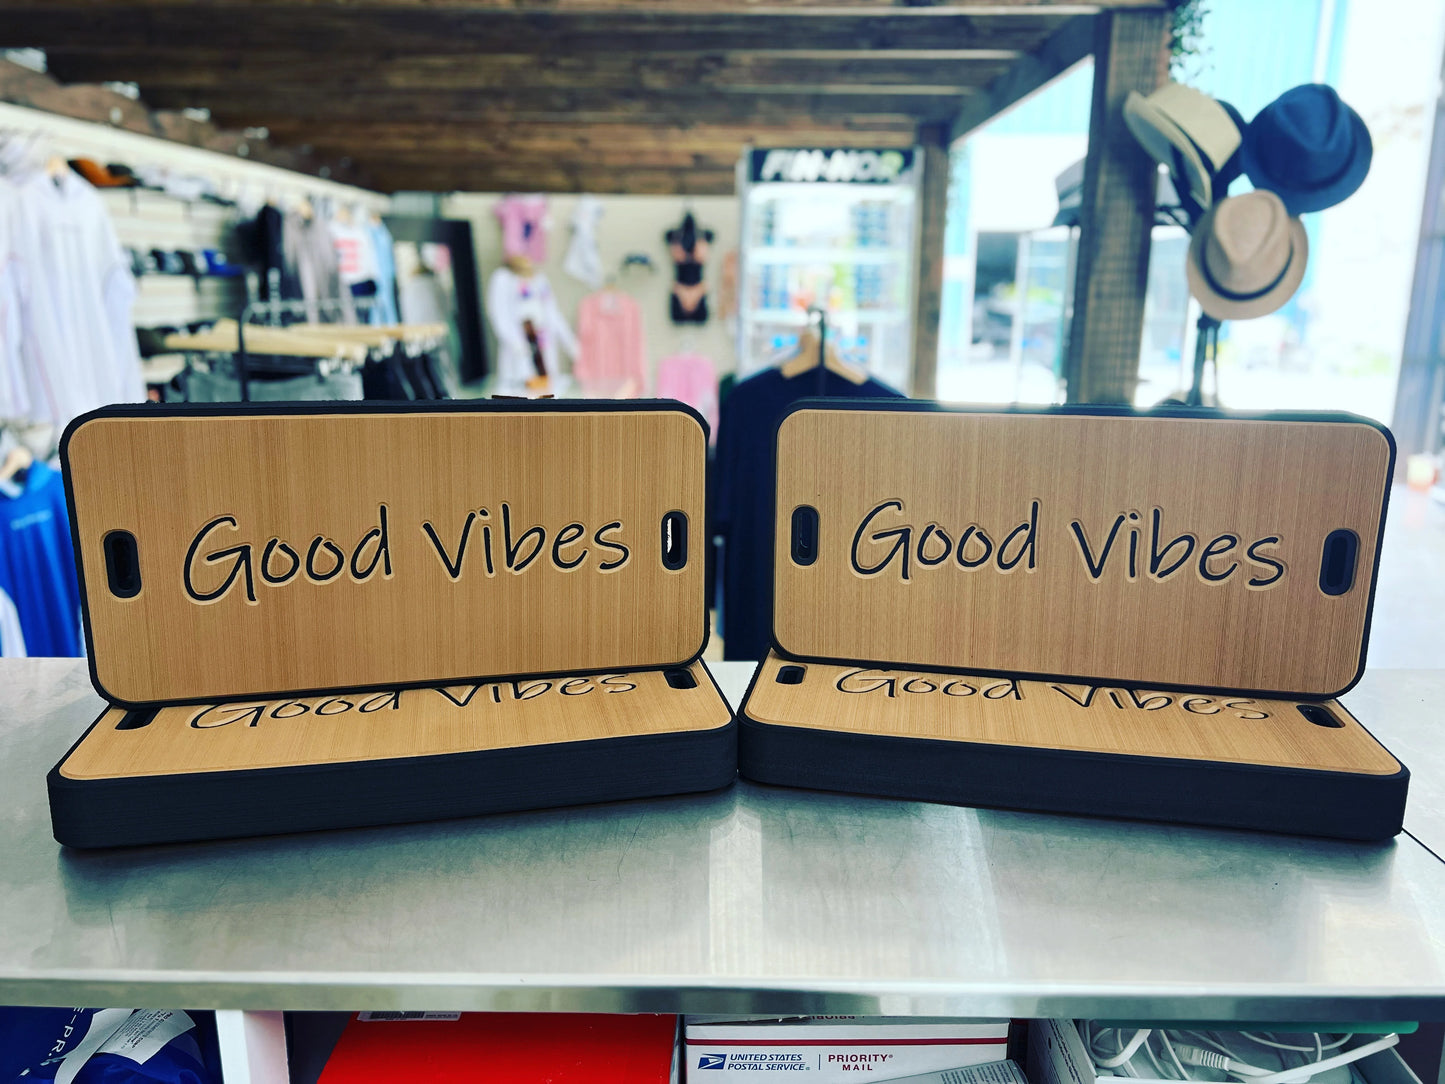 FIN-NOR
Good Vibes
Good Vibes
Good Vibes
Good Vibes
UNITED STATES POSTAL SERVICE®
PRIORITY® MAIL